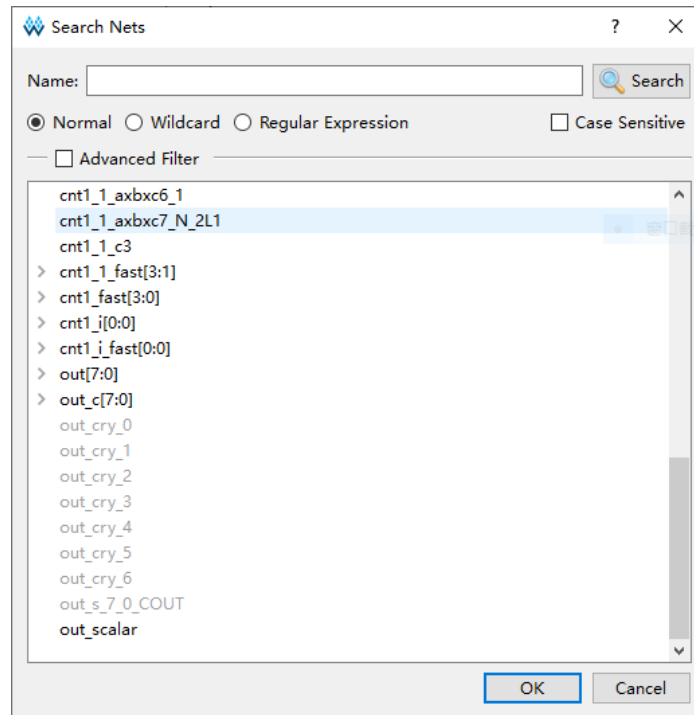 Search Nets ?
Name: Search
Normal Wildcard Regular Expression Case Sensitive
Advanced Filter
cnt1_1_axbxc6_1
cnt1_1_axbxc7_N_2L1
cnt1_1_c3
cnt1_1_fast[3:1]
cnt1_fast[3:0]
cnt1_i[0:0]
cnt1_i_fast[0:0]
out[7:0]
out_c[7:0]
out_cry_0
out_cry_1
out_cry_2
out_cry_3
out_cry_4
out_cry_5
out_cry_6
out_s_7_0_COUT
out_scalar
OK Cancel